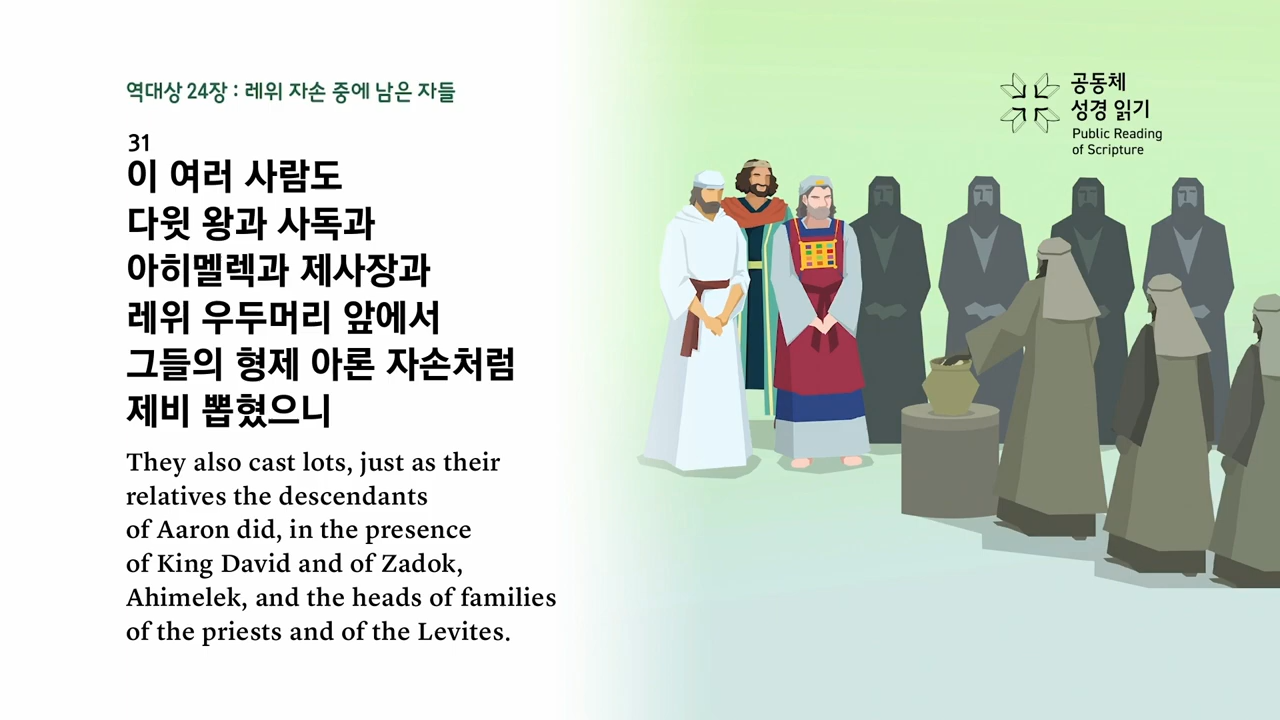 역대상 24장 : 레위 자손 중에 남은 자들
31
이 여러 사람도
다윗 왕과 사독과
아히멜렉과 제사장과
레위 우두머리 앞에서
그들의 형제 아론 자손처럼
제비 뽑혔으니
They also cast lots, just as their
relatives the descendants
of Aaron did, in the presence
of King David and of Zadok,
Ahimelek, and the heads of families
of the priests and of the Levites.
공동체
성경 읽기
Public Reading
of Scripture